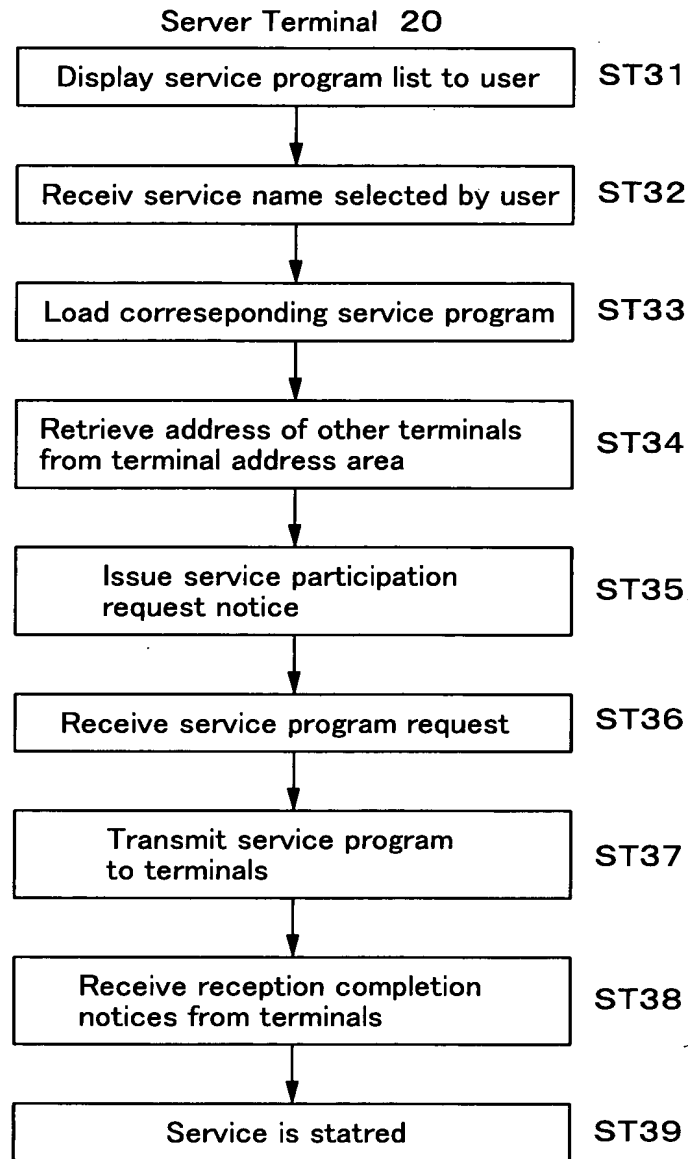 Server Terminal 20
Display service program list to user ST31
Receiv service name selected by user ST32
Load correseponding service program ST33
Retrieve address of other terminals
from terminal address area
ST34
Issue service participation
request notice
ST35
Receive service program request ST36
Transmit service program
to terminals
ST37
Receive reception completion
notices from terminals
ST38
Service is statred ST39